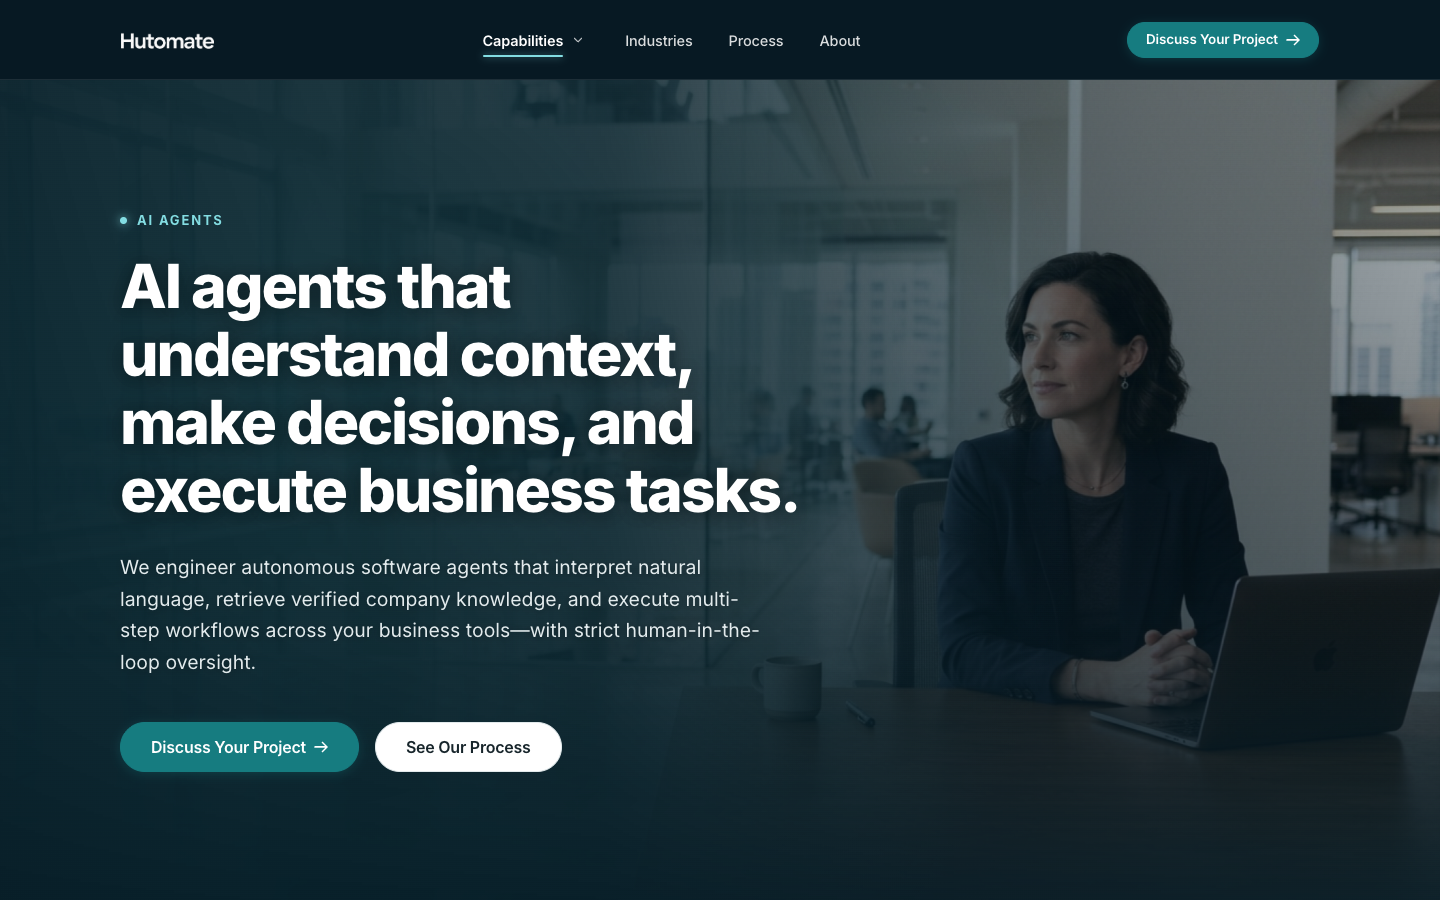 Hutomate
Capabilities
Industries
Process
About
Discuss Your Project
AI AGENTS
AI agents that
understand context,
make decisions, and
execute business tasks.
We engineer autonomous software agents that interpret natural
language, retrieve verified company knowledge, and execute multi-
step workflows across your business tools—with strict human-in-the-
loop oversight.
Discuss Your Project
See Our Process